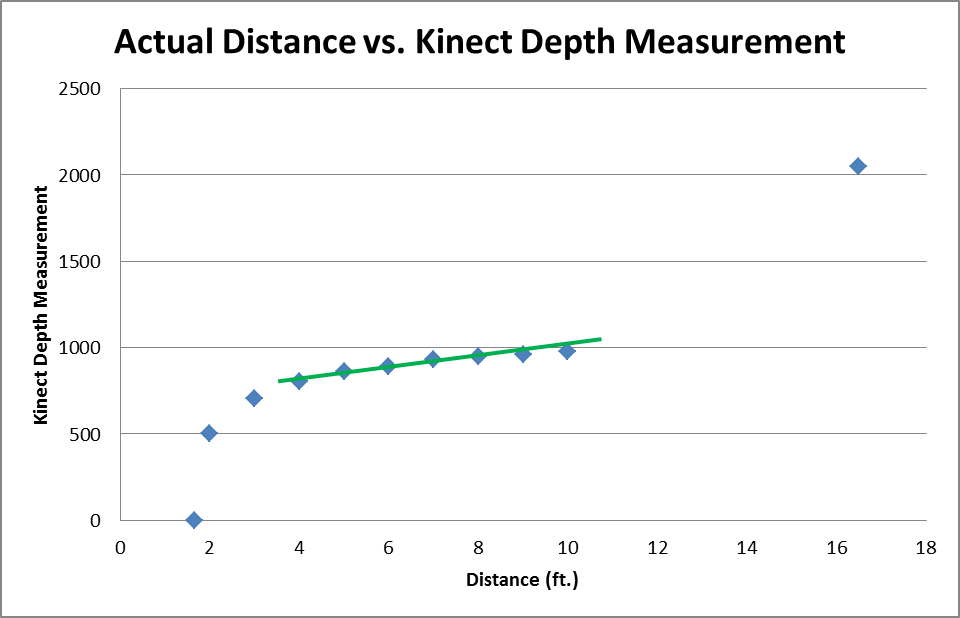 Actual Distance vs. Kinect Depth Measurement
2500
2000
1500
1000
500
0
Kinect Depth Measurement
0 2 4 6 8 10 12 14 16 18
Distance (ft.)